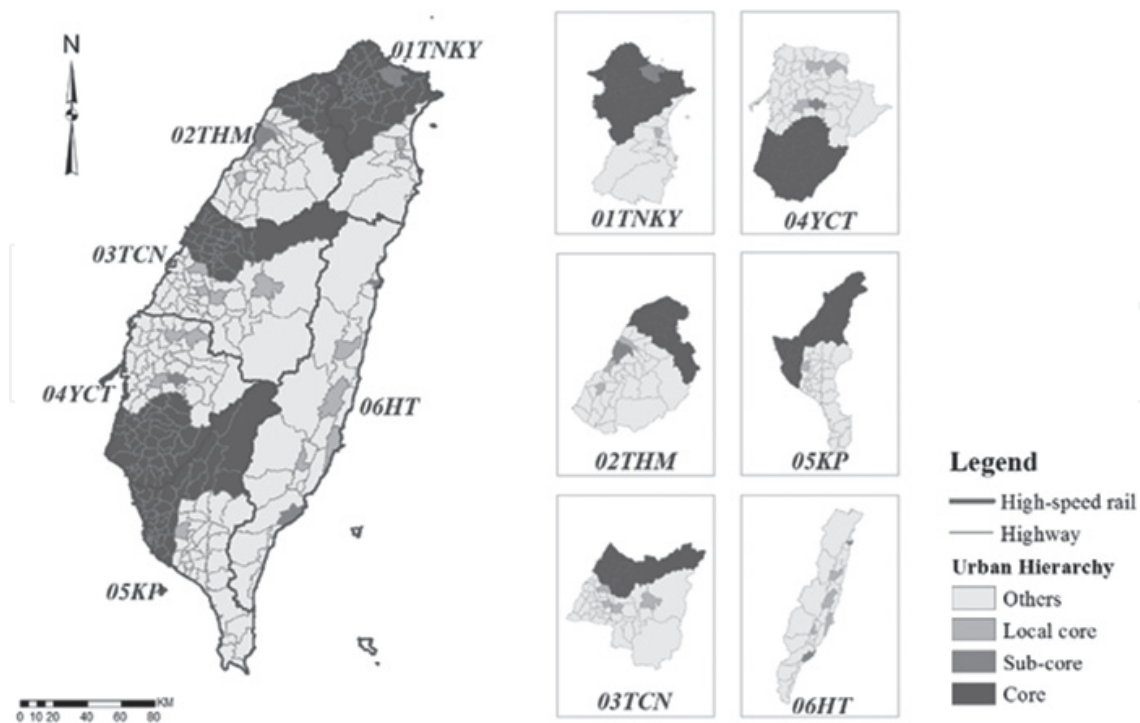 N
01TNKY
02THM
03TCN
04YCT
06HT
05KP
KM
0 10 20 40 60 80
01TNKY
04YCT
02THM
05KP
03TCN
06HT
Legend
High-speed rail
Highway
Urban Hierarchy
Others
Local core
Sub-core
Core